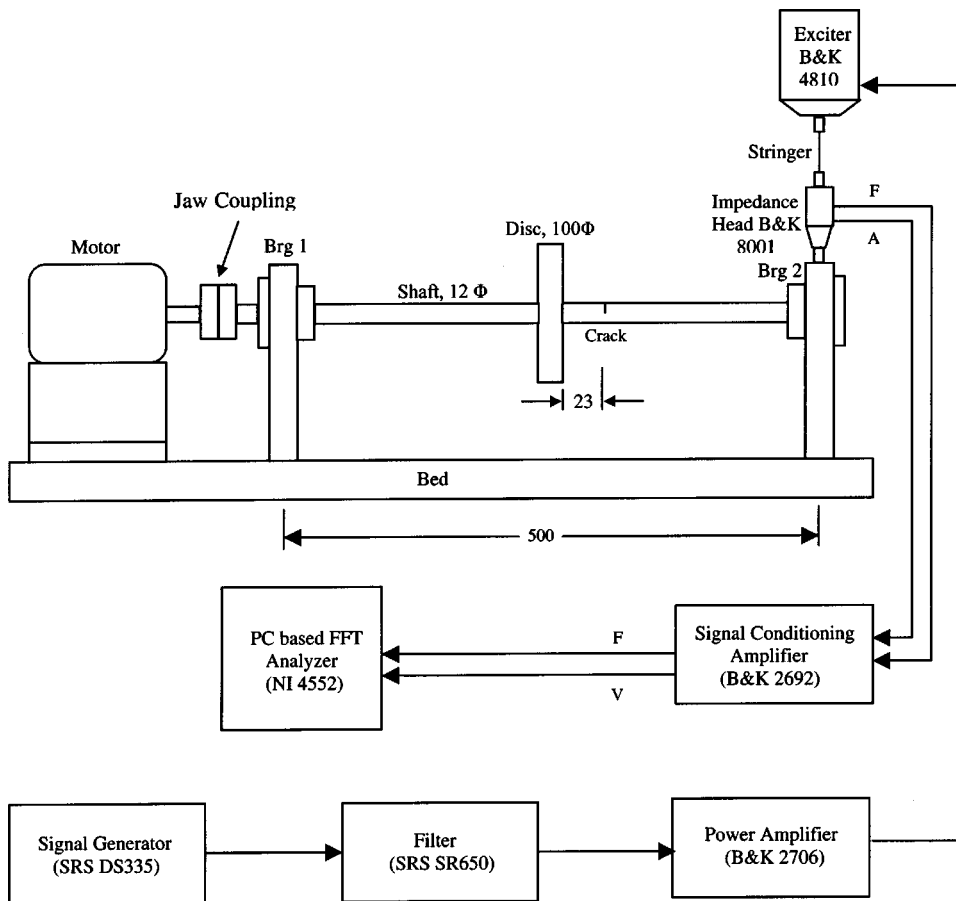 Exciter
B&K
4810
Stringer
Jaw Coupling
Impedance
Head B&K
8001
F
A
Motor
Brg 1
Disc, 100Φ
Brg 2
Shaft, 12 Φ
Crack
23
Bed
500
PC based FFT
Analyzer
(NI 4552)
F
V
Signal Conditioning
Amplifier
(B&K 2692)
Signal Generator
(SRS DS335)
Filter
(SRS SR650)
Power Amplifier
(B&K 2706)